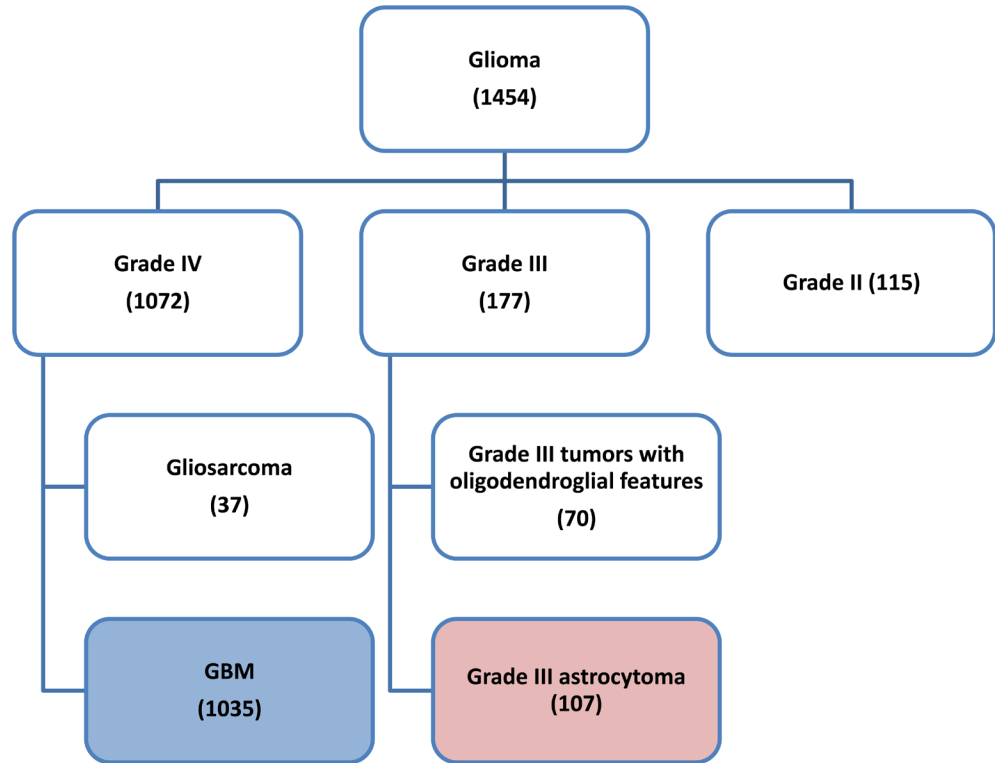 Glioma
(1454)
Grade IV
(1072)
Grade III
(177)
Grade II (115)
Gliosarcoma
(37)
Grade III tumors with
oligodendroglial features
(70)
GBM
(1035)
Grade III astrocytoma
(107)